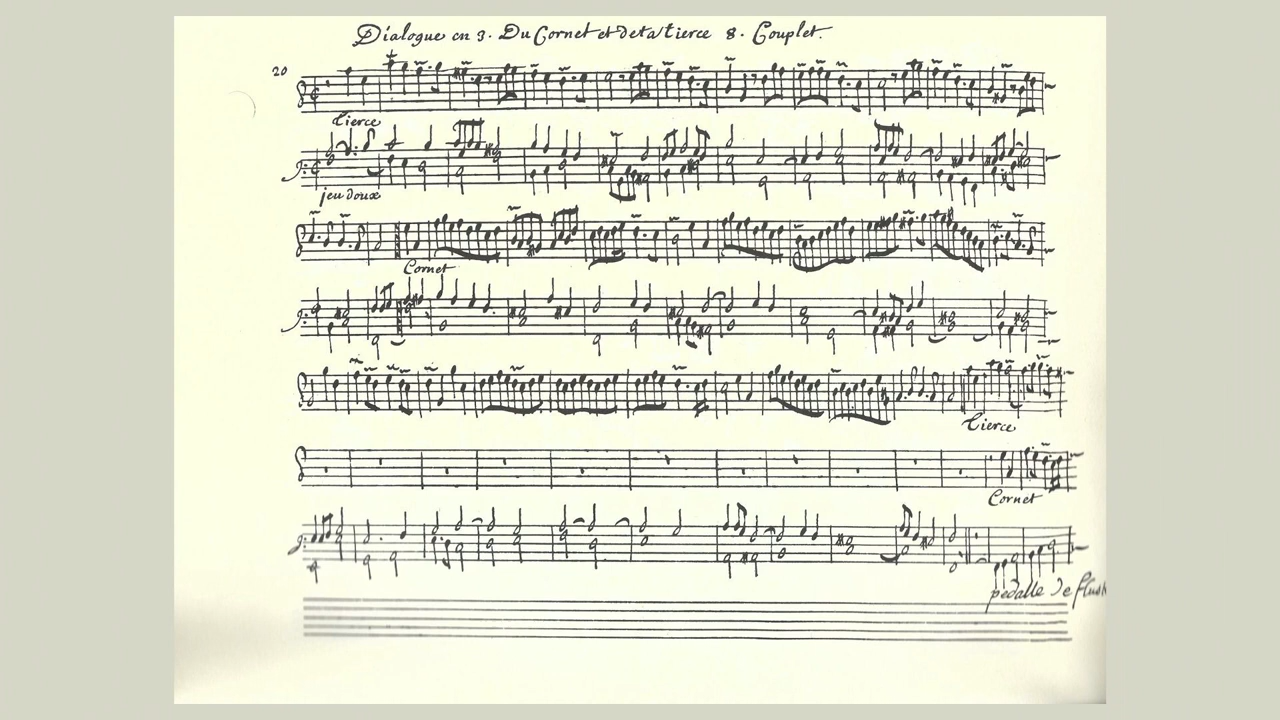 Dialogue en 3. Du Cornet et de la tierce 8. Couplet.
20
tierce
jeu doux
Cornet
tierce
Cornet
pedalle de